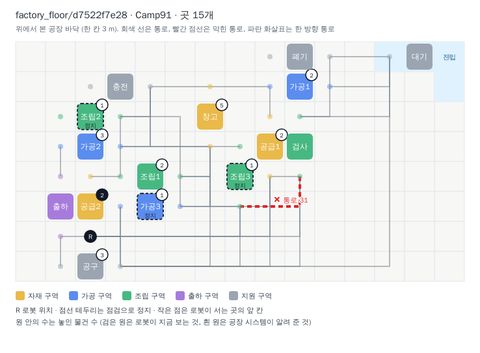 factory_floor/d7522f7e28 · Camp91 · 곳 15개
위에서 본 공장 바닥 (한 칸 3 m). 회색 선은 통로, 빨간 점선은 막힌 통로, 파란 화살표는 한 방향 통로
폐기
대기
진입
충전
가공1
2
조립2
1
정지
창고
5
가공2
3
공급1
2
검사
조립1
2
조립3
1
정지
출하
공급2
2
가공3
1
정지
✕ 통로31
R
공구
3
자재 구역
가공 구역
조립 구역
출하 구역
지원 구역
R 로봇 위치 · 점선 테두리는 점검으로 정지 · 작은 점은 로봇이 서는 곳의 앞 칸
원 안의 수는 놓인 물건 수 (검은 원은 로봇이 지금 보는 것, 흰 원은 공장 시스템이 알려 준 것)